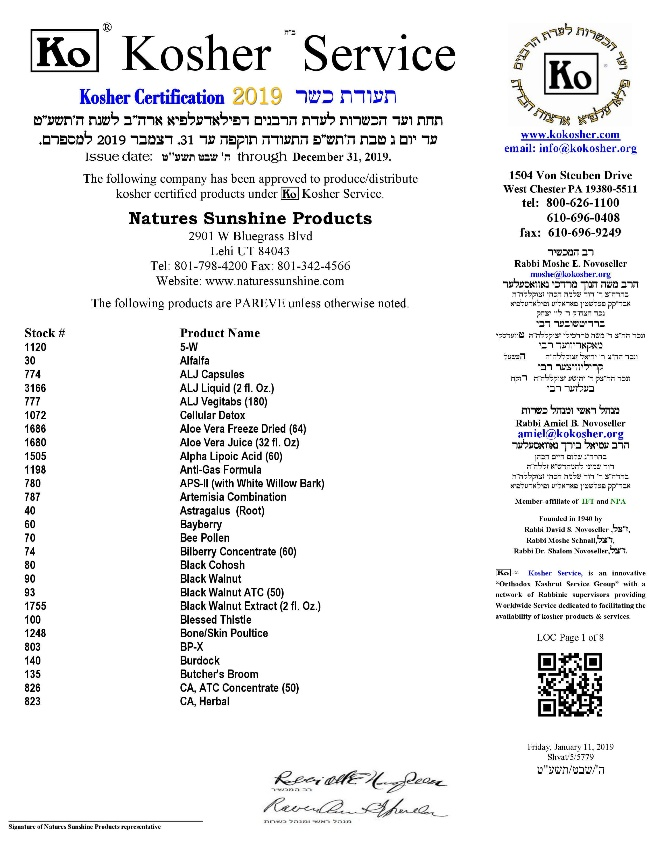 Ko ® Kosher Service
ב"ה
Kosher Certification 2019 תעודת כשר
תחת ועד הכשרות לעדת הרבנים דפילאדעלפיא ארה"ב לשנת ה'תשע"ט
עד יום ג טבת ה'תש"פ התעודה תוקפה עד 31. דצמבר 2019 למספרם.
Issue date: ה' שבט תשע"ט through December 31, 2019.
The following company has been approved to produce/distribute
kosher certified products under Ko Kosher Service.
Natures Sunshine Products
2901 W Bluegrass Blvd
Lehi UT 84043
Tel: 801-798-4200 Fax: 801-342-4566
Website: www.naturessunshine.com
The following products are PAREVE unless otherwise noted.
Stock # Product Name
1120 5-W
30 Alfalfa
774 ALJ Capsules
3166 ALJ Liquid (2 fl. Oz.)
777 ALJ Vegitabs (180)
1072 Cellular Detox
1686 Aloe Vera Freeze Dried (64)
1680 Aloe Vera Juice (32 fl. Oz)
1505 Alpha Lipoic Acid (60)
1198 Anti-Gas Formula
780 APS-II (with White Willow Bark)
787 Artemisia Combination
40 Astragalus (Root)
60 Bayberry
70 Bee Pollen
74 Bilberry Concentrate (60)
80 Black Cohosh
90 Black Walnut
93 Black Walnut ATC (50)
1755 Black Walnut Extract (2 fl. Oz.)
100 Blessed Thistle
1248 Bone/Skin Poultice
803 BP-X
140 Burdock
135 Butcher's Broom
826 CA, ATC Concentrate (50)
823 CA, Herbal
רב המכשיר
מנהל ראשי ומנהל כשרות
Signature of Natures Sunshine Products representative
ועד הכשרות לעדת הרבנים
פילאדעלפיא ארצות הברית
Ko
www.kokosher.com
email: info@kokosher.org
1504 Von Steuben Drive
West Chester PA 19380-5511
tel: 800-626-1100
610-696-0408
fax: 610-696-9249
רב המכשיר
Rabbi Moshe E. Novoseller
moshe@kokosher.org
הרב משה חנוך מרדכי נאוואסעלער
מנהל ראשי ומנהל כשרות
Rabbi Amiel B. Novoseller
amiel@kokosher.org
הרב עמיאל בירך נאוואסעלער
Member-affiliate of IFT and NPA
Founded in 1940 by
Rabbi David S. Novoseller ,ז"צל,
Rabbi Moshe Schnall,ז"צל,
Rabbi Dr. Shalom Novoseller,ז"צל.
Ko ® Kosher Service, is an innovative
"Orthodox Kashrut Service Group" with a
network of Rabbinic supervisors providing
Worldwide Service dedicated to facilitating the
availability of kosher products & services.
LOC Page 1 of 8
Friday, January 11, 2019
Shvat/5/5779
ה'/שבט/תשע"ט